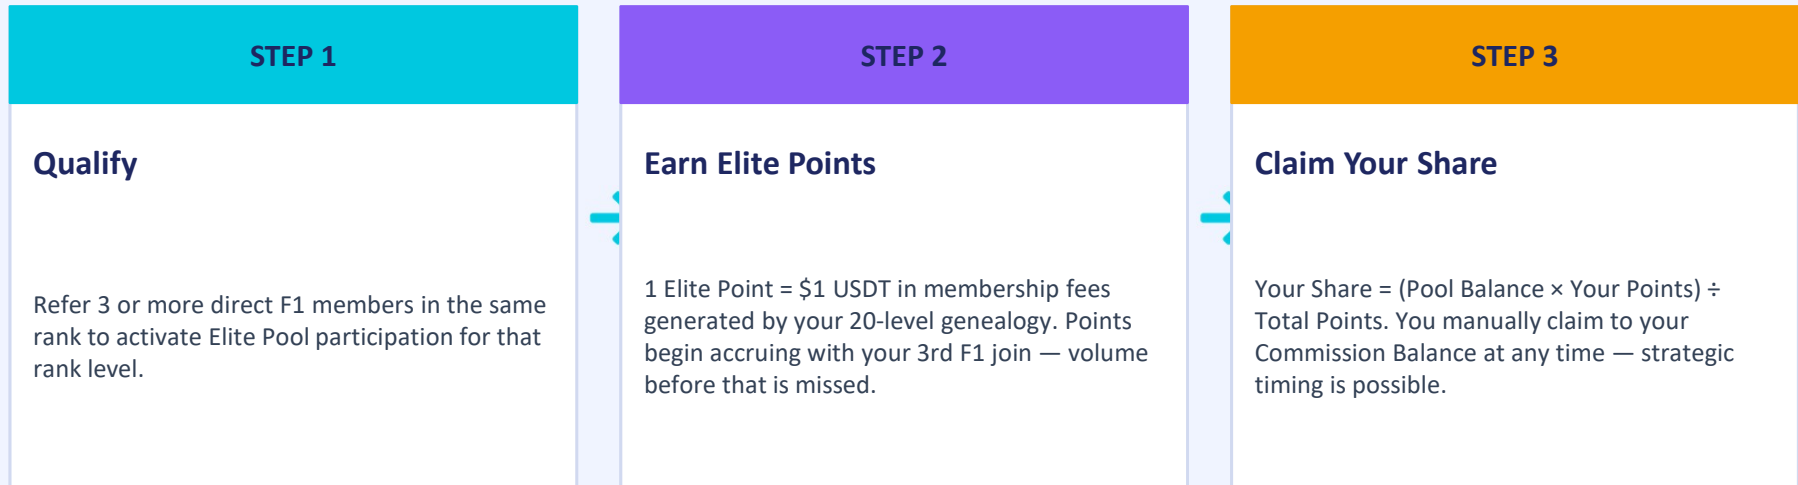 STEP 1
Qualify
Refer 3 or more direct F1 members in the same
rank to activate Elite Pool participation for that
rank level.
STEP 2
Earn Elite Points
1 Elite Point = $1 USDT in membership fees
generated by your 20-level genealogy. Points
begin accruing with your 3rd F1 join — volume
before that is missed.
STEP 3
Claim Your Share
Your Share = (Pool Balance × Your Points) ÷
Total Points. You manually claim to your
Commission Balance at any time — strategic
timing is possible.